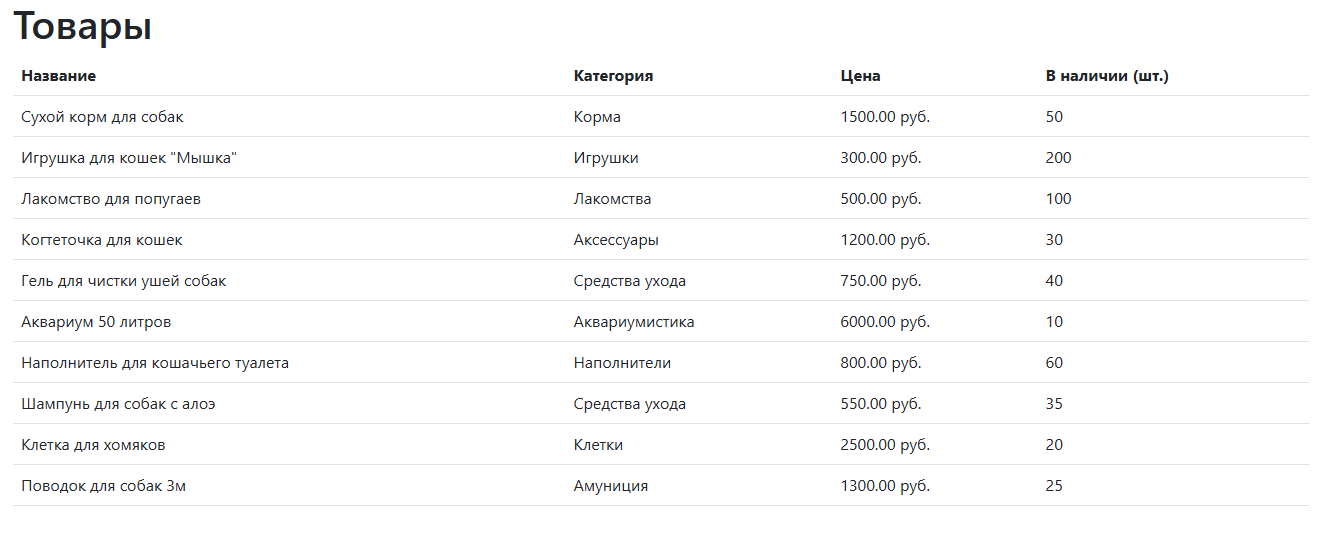 Товары
Название Категория Цена В наличии (шт.)
Сухой корм для собак Корма 1500.00 руб. 50
Игрушка для кошек "Мышка" Игрушки 300.00 руб. 200
Лакомство для попугаев Лакомства 500.00 руб. 100
Когтеточка для кошек Аксессуары 1200.00 руб. 30
Гель для чистки ушей собак Средства ухода 750.00 руб. 40
Аквариум 50 литров Аквариумистика 6000.00 руб. 10
Наполнитель для кошачьего туалета Наполнители 800.00 руб. 60
Шампунь для собак с алоэ Средства ухода 550.00 руб. 35
Клетка для хомяков Клетки 2500.00 руб. 20
Поводок для собак 3м Амуниция 1300.00 руб. 25